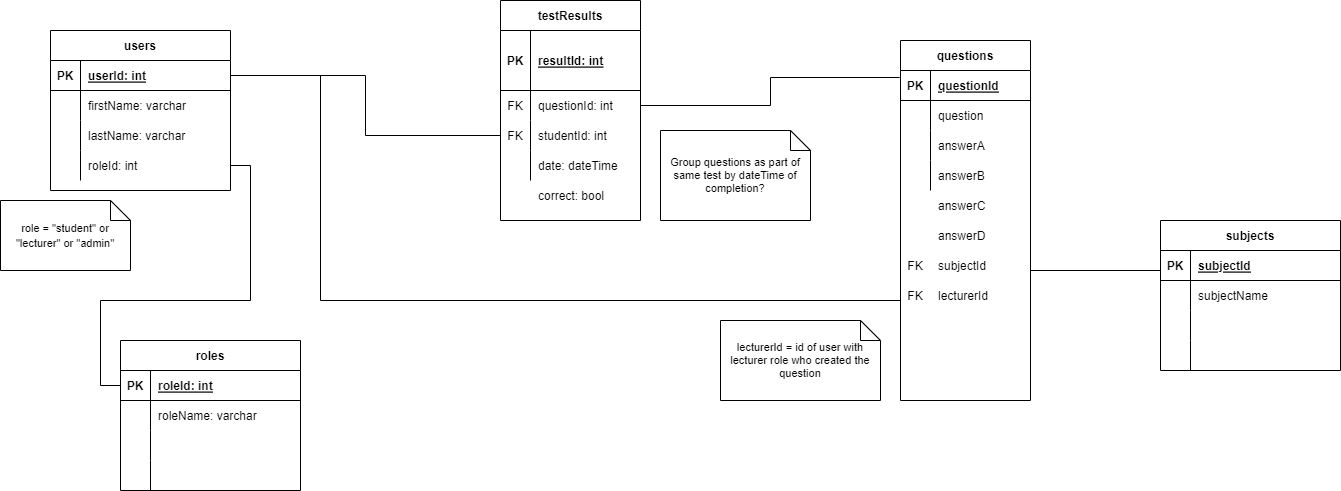 users
PK userId: int
firstName: varchar
lastName: varchar
roleId: int
role = "student" or
"lecturer" or "admin"
roles
PK roleId: int
roleName: varchar
testResults
PK resultId: int
FK questionId: int
FK studentId: int
date: dateTime
correct: bool
Group questions as part of
same test by dateTime of
completion?
questions
PK questionId
question
answerA
answerB
answerC
answerD
FK subjectId
FK lecturerId
lecturerId = id of user with
lecturer role who created the
question
subjects
PK subjectId
subjectName